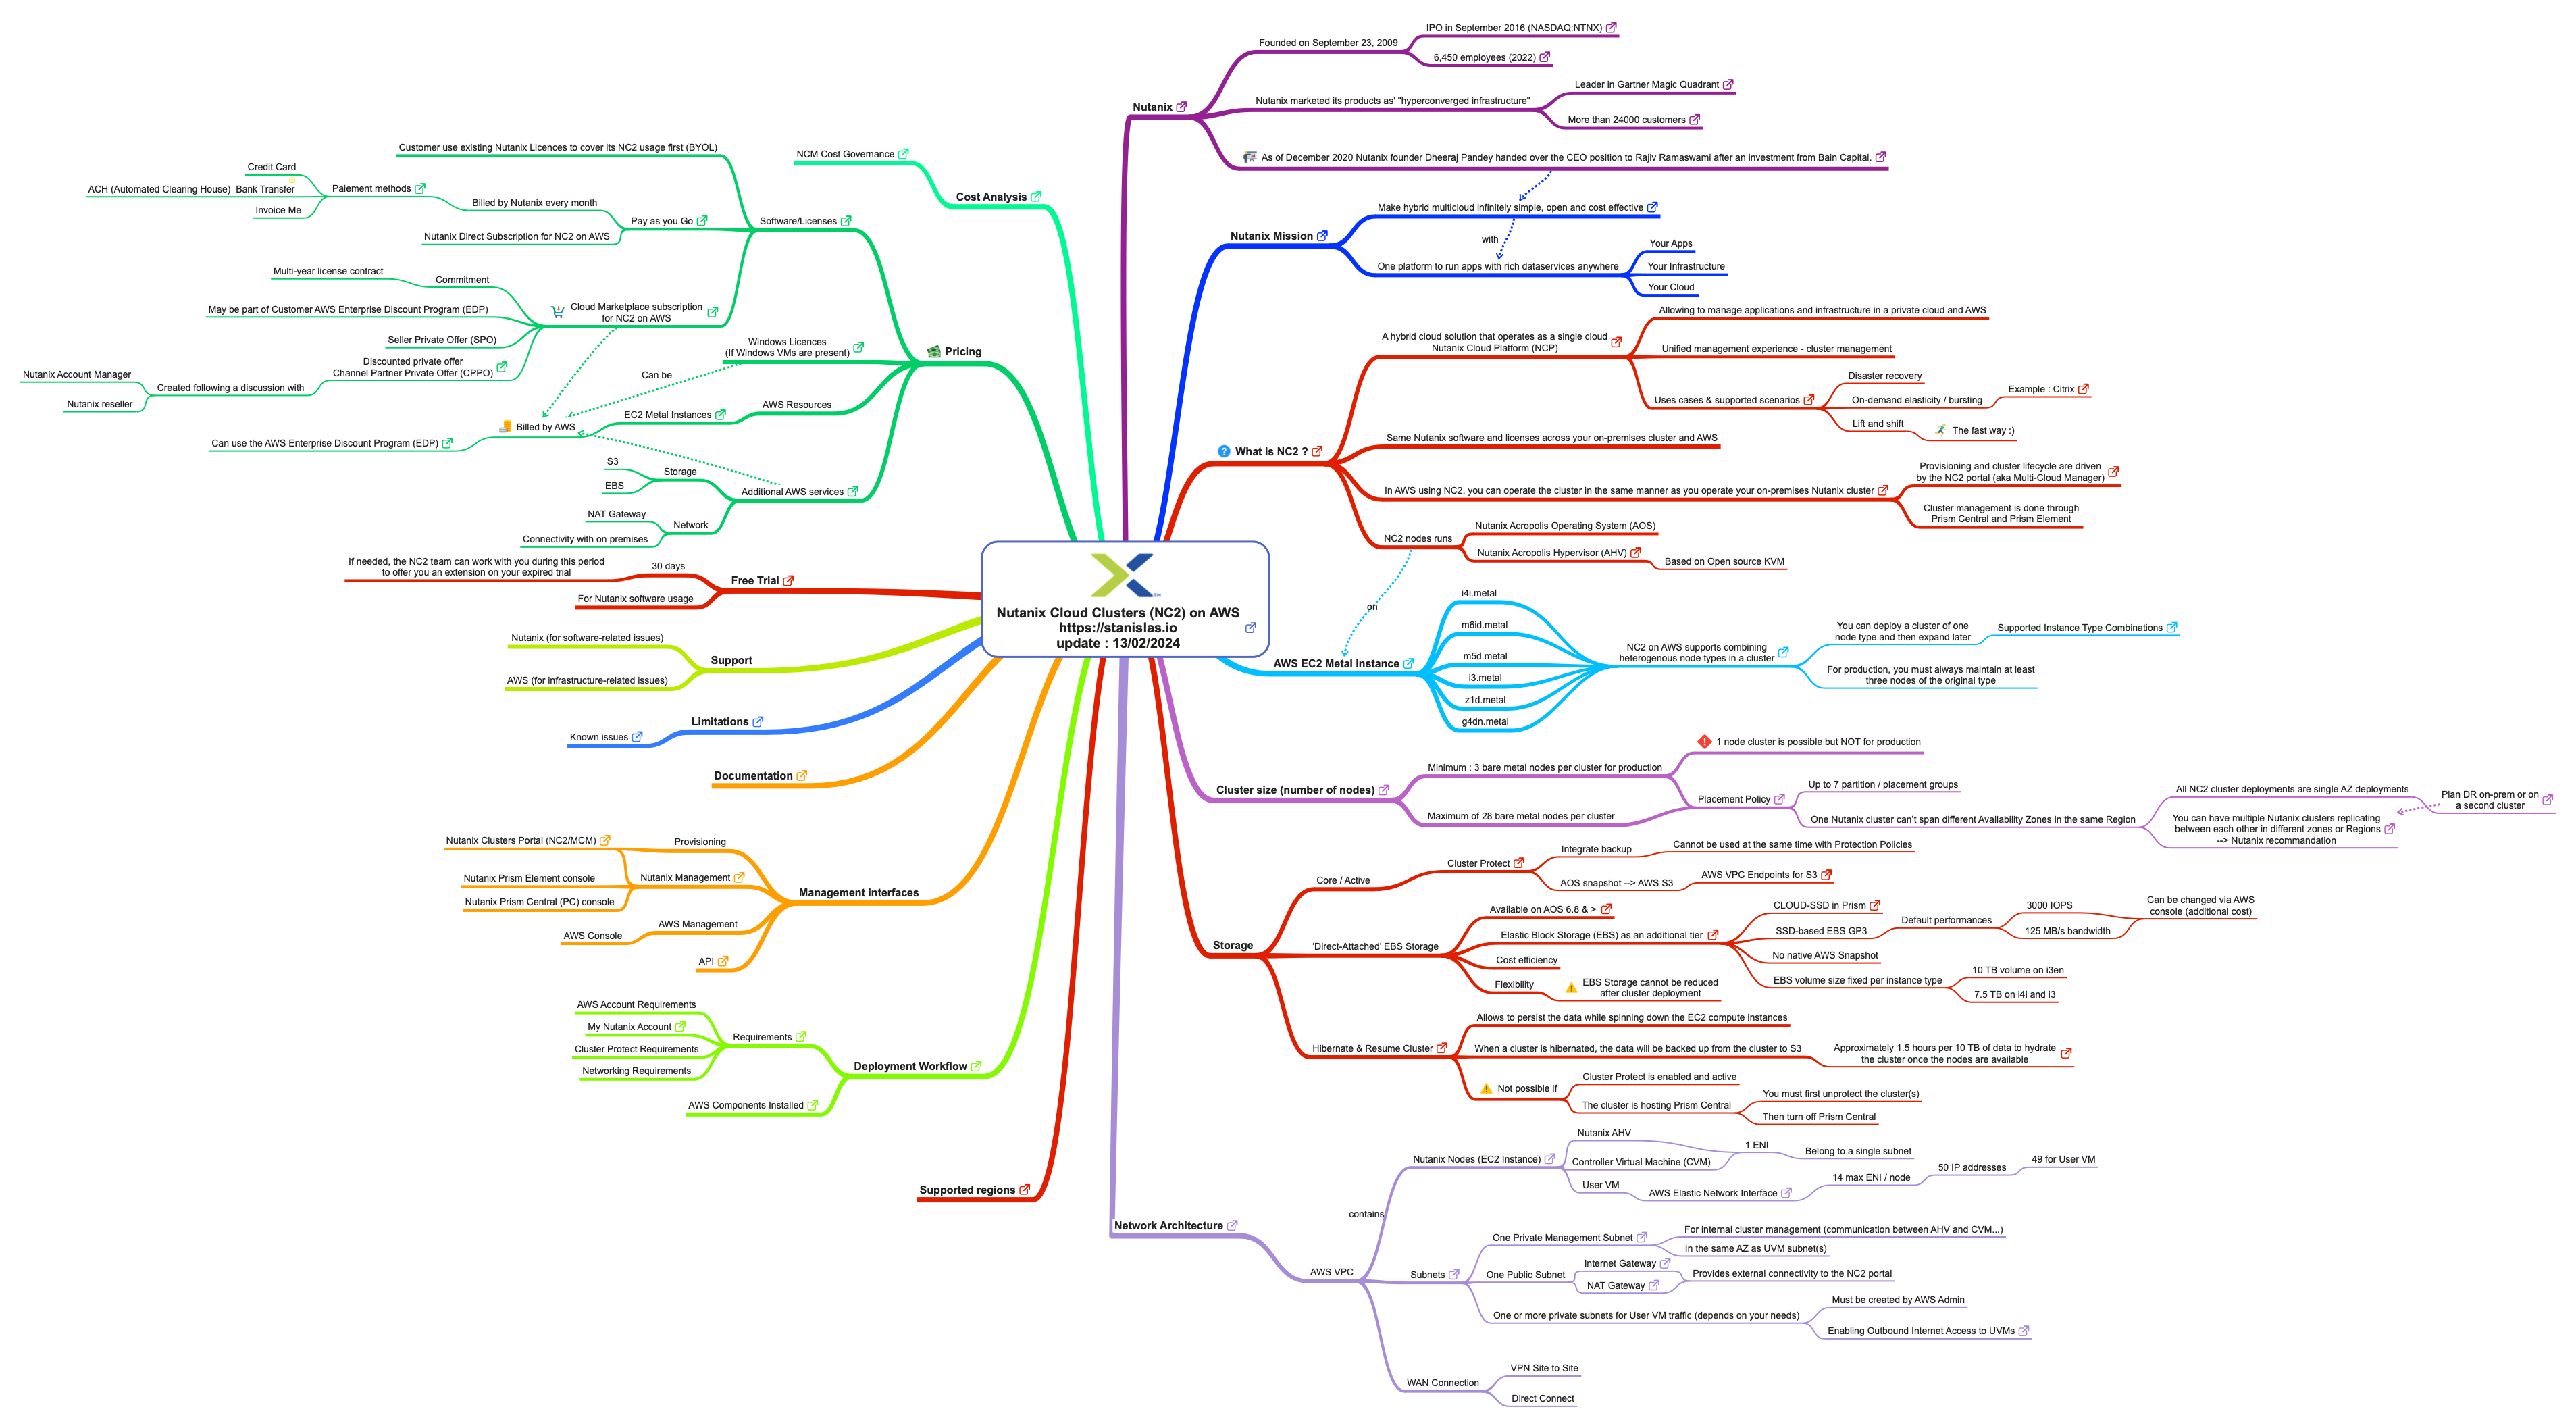 Nutanix Cloud Clusters (NC2) on AWS
https://stanislas.io
update : 13/02/2024
TM
Nutanix
Founded on September 23, 2009
IPO in September 2016 (NASDAQ:NTNX)
6,450 employees (2022)
Nutanix marketed its products as' "hyperconverged infrastructure"
Leader in Gartner Magic Quadrant
More than 24000 customers
As of December 2020 Nutanix founder Dheeraj Pandey handed over the CEO position to Rajiv Ramaswami after an investment from Bain Capital.
Nutanix Mission
Make hybrid multicloud infinitely simple, open and cost effective
with
One platform to run apps with rich dataservices anywhere
Your Apps
Your Infrastructure
Your Cloud
What is NC2 ?
A hybrid cloud solution that operates as a single cloud
Nutanix Cloud Platform (NCP)
Allowing to manage applications and infrastructure in a private cloud and AWS
Unified management experience - cluster management
Uses cases & supported scenarios
Disaster recovery
On-demand elasticity / bursting
Example : Citrix
Lift and shift
The fast way :)
Same Nutanix software and licenses across your on-premises cluster and AWS
In AWS using NC2, you can operate the cluster in the same manner as you operate your on-premises Nutanix cluster
Provisioning and cluster lifecycle are driven
by the NC2 portal (aka Multi-Cloud Manager)
Cluster management is done through
Prism Central and Prism Element
NC2 nodes runs
Nutanix Acropolis Operating System (AOS)
Nutanix Acropolis Hypervisor (AHV)
Based on Open source KVM
on
AWS EC2 Metal Instance
i4i.metal
m6id.metal
m5d.metal
i3.metal
z1d.metal
g4dn.metal
NC2 on AWS supports combining
heterogenous node types in a cluster
You can deploy a cluster of one
node type and then expand later
Supported Instance Type Combinations
For production, you must always maintain at least
three nodes of the original type
Cluster size (number of nodes)
Minimum : 3 bare metal nodes per cluster for production
1 node cluster is possible but NOT for production
Maximum of 28 bare metal nodes per cluster
Placement Policy
Up to 7 partition / placement groups
One Nutanix cluster can't span different Availability Zones in the same Region
All NC2 cluster deployments are single AZ deployments
Plan DR on-prem or on
a second cluster
You can have multiple Nutanix clusters replicating
between each other in different zones or Regions
--> Nutanix recommandation
Storage
Core / Active
Cluster Protect
Integrate backup
Cannot be used at the same time with Protection Policies
AOS snapshot --> AWS S3
AWS VPC Endpoints for S3
'Direct-Attached' EBS Storage
Available on AOS 6.8 & >
Elastic Block Storage (EBS) as an additional tier
CLOUD-SSD in Prism
SSD-based EBS GP3
Default performances
3000 IOPS
125 MB/s bandwidth
Can be changed via AWS
console (additional cost)
No native AWS Snapshot
EBS volume size fixed per instance type
10 TB volume on i3en
7.5 TB on i4i and i3
Cost efficiency
Flexibility
EBS Storage cannot be reduced
after cluster deployment
Hibernate & Resume Cluster
Allows to persist the data while spinning down the EC2 compute instances
When a cluster is hibernated, the data will be backed up from the cluster to S3
Approximately 1.5 hours per 10 TB of data to hydrate
the cluster once the nodes are available
Not possible if
Cluster Protect is enabled and active
The cluster is hosting Prism Central
You must first unprotect the cluster(s)
Then turn off Prism Central
Network Architecture
AWS VPC
contains
Nutanix Nodes (EC2 Instance)
Nutanix AHV
Controller Virtual Machine (CVM)
1 ENI
Belong to a single subnet
User VM
AWS Elastic Network Interface
14 max ENI / node
50 IP addresses
49 for User VM
Subnets
One Private Management Subnet
For internal cluster management (communication between AHV and CVM...)
In the same AZ as UVM subnet(s)
One Public Subnet
Internet Gateway
NAT Gateway
Provides external connectivity to the NC2 portal
One or more private subnets for User VM traffic (depends on your needs)
Must be created by AWS Admin
Enabling Outbound Internet Access to UVMs
WAN Connection
VPN Site to Site
Direct Connect
Cost Analysis
NCM Cost Governance
Pricing
Software/Licenses
Customer use existing Nutanix Licences to cover its NC2 usage first (BYOL)
Pay as you Go
Billed by Nutanix every month
Paiement methods
Credit Card
ACH (Automated Clearing House)  Bank Transfer
Invoice Me
Nutanix Direct Subscription for NC2 on AWS
Cloud Marketplace subscription
for NC2 on AWS
Commitment
Multi-year license contract
May be part of Customer AWS Enterprise Discount Program (EDP)
Seller Private Offer (SPO)
Discounted private offer
Channel Partner Private Offer (CPPO)
Created following a discussion with
Nutanix Account Manager
Nutanix reseller
Windows Licences
(If Windows VMs are present)
Can be
AWS Resources
EC2 Metal Instances
Billed by AWS
Can use the AWS Enterprise Discount Program (EDP)
Additional AWS services
Storage
S3
EBS
Network
NAT Gateway
Connectivity with on premises
Free Trial
30 days
If needed, the NC2 team can work with you during this period
to offer you an extension on your expired trial
For Nutanix software usage
Support
Nutanix (for software-related issues)
AWS (for infrastructure-related issues)
Limitations
Known issues
Documentation
Management interfaces
Provisioning
Nutanix Clusters Portal (NC2/MCM)
Nutanix Management
Nutanix Prism Element console
Nutanix Prism Central (PC) console
AWS Management
AWS Console
API
Deployment Workflow
Requirements
AWS Account Requirements
My Nutanix Account
Cluster Protect Requirements
Networking Requirements
AWS Components Installed
Supported regions